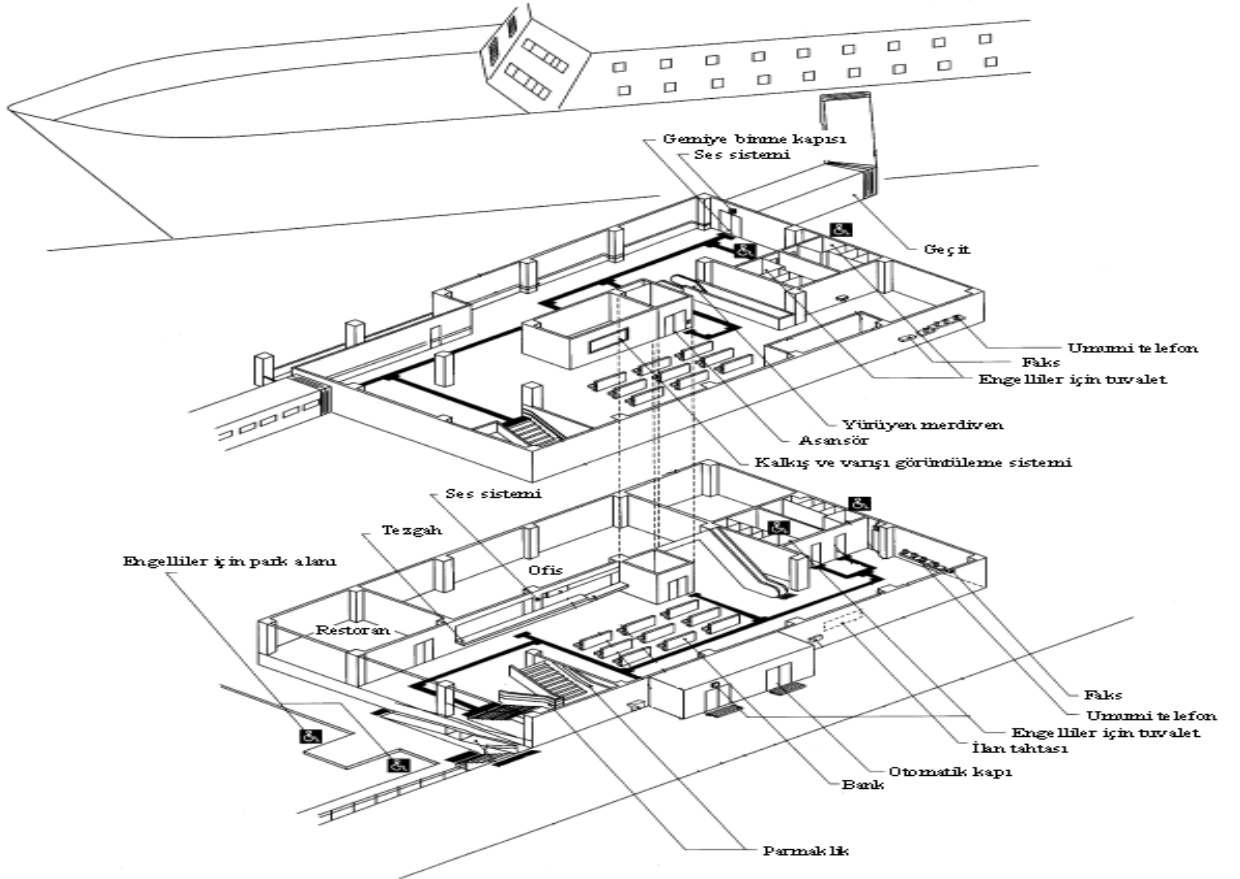 Gemiye binme kapısı
Ses sistemi
Geçit
Umumi telefon
Faks
Engelliler için tuvalet
Yürüyen merdiven
Asansör
Kalkış ve varışı görüntüleme sistemi
Ses sistemi
Tezgah
Engelliler için park alanı
Ofis
Restoran
Faks
Umumi telefon
Engelliler için tuvalet
İlan tahtası
Otomatik kapı
Bank
Parmaklik